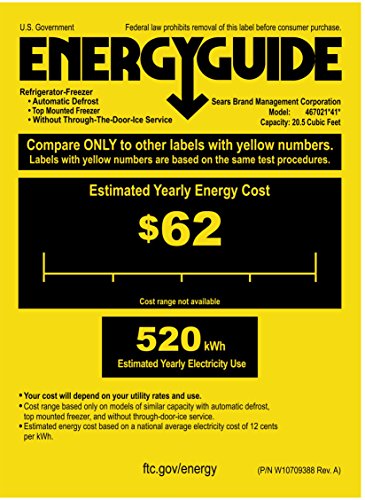 U.S. Government
Federal law prohibits removal of this label before consumer purchase.
ENERGYGUIDE
Refrigerator-Freezer
• Automatic Defrost
• Top Mounted Freezer
• Without Through-The-Door-Ice Service
Sears Brand Management Corporation
Model: 467021*41*
Capacity: 20.5 Cubic Feet
Compare ONLY to other labels with yellow numbers.
Labels with yellow numbers are based on the same test procedures.
Estimated Yearly Energy Cost
$62
Cost range not available
520 kWh
Estimated Yearly Electricity Use
• Your cost will depend on your utility rates and use.
• Cost range based only on models of similar capacity with automatic defrost,
top mounted freezer, and without through-door-ice service.
• Estimated energy cost based on a national average electricity cost of 12 cents
per kWh.
ftc.gov/energy
(P/N W10709388 Rev. A)